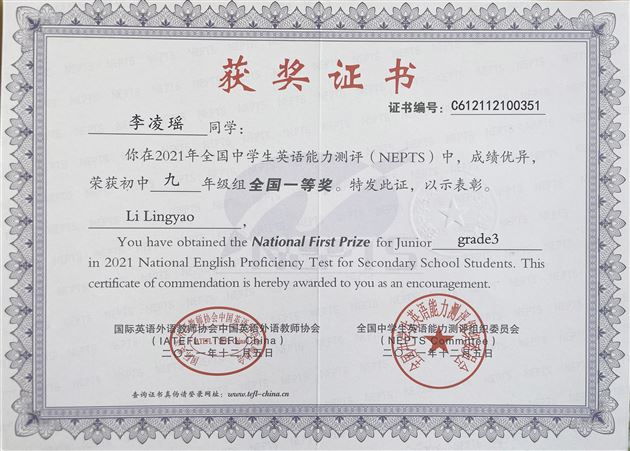 获奖证书
证书编号：C612112100351
李凌瑶 同学：
你在2021年全国中学生英语能力测评（NEPTS）中，成绩优异，
荣获初中 九 年级组全国一等奖。特发此证，以示表彰。
Li Lingyao ,
You have obtained the National First Prize for Junior grade3
in 2021 National English Proficiency Test for Secondary School Students. This
certificate of commendation is hereby awarded to you as an encouragement.
国际英语外语教师协会中国英语外语教师协会 全国中学生英语能力测评组织委员会
（IATEFL TEFL China） （NEPTS Committee）
二〇二一年十二月五日 二〇二一年十二月五日
查询证书真伪请登录网址：www.tefl-china.cn